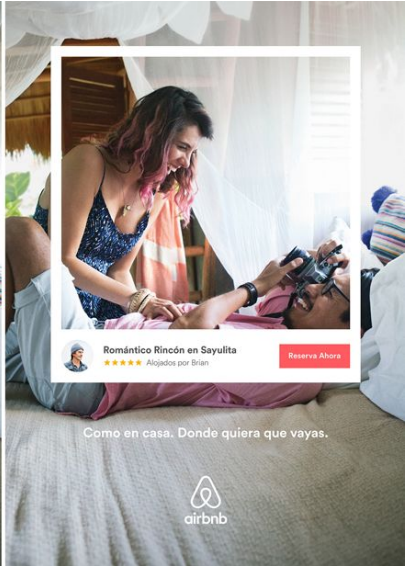 Romántico Rincón en Sayulita
Alojados por Brian
Reserva Ahora
Como en casa. Donde quiera que vayas.
airbnb